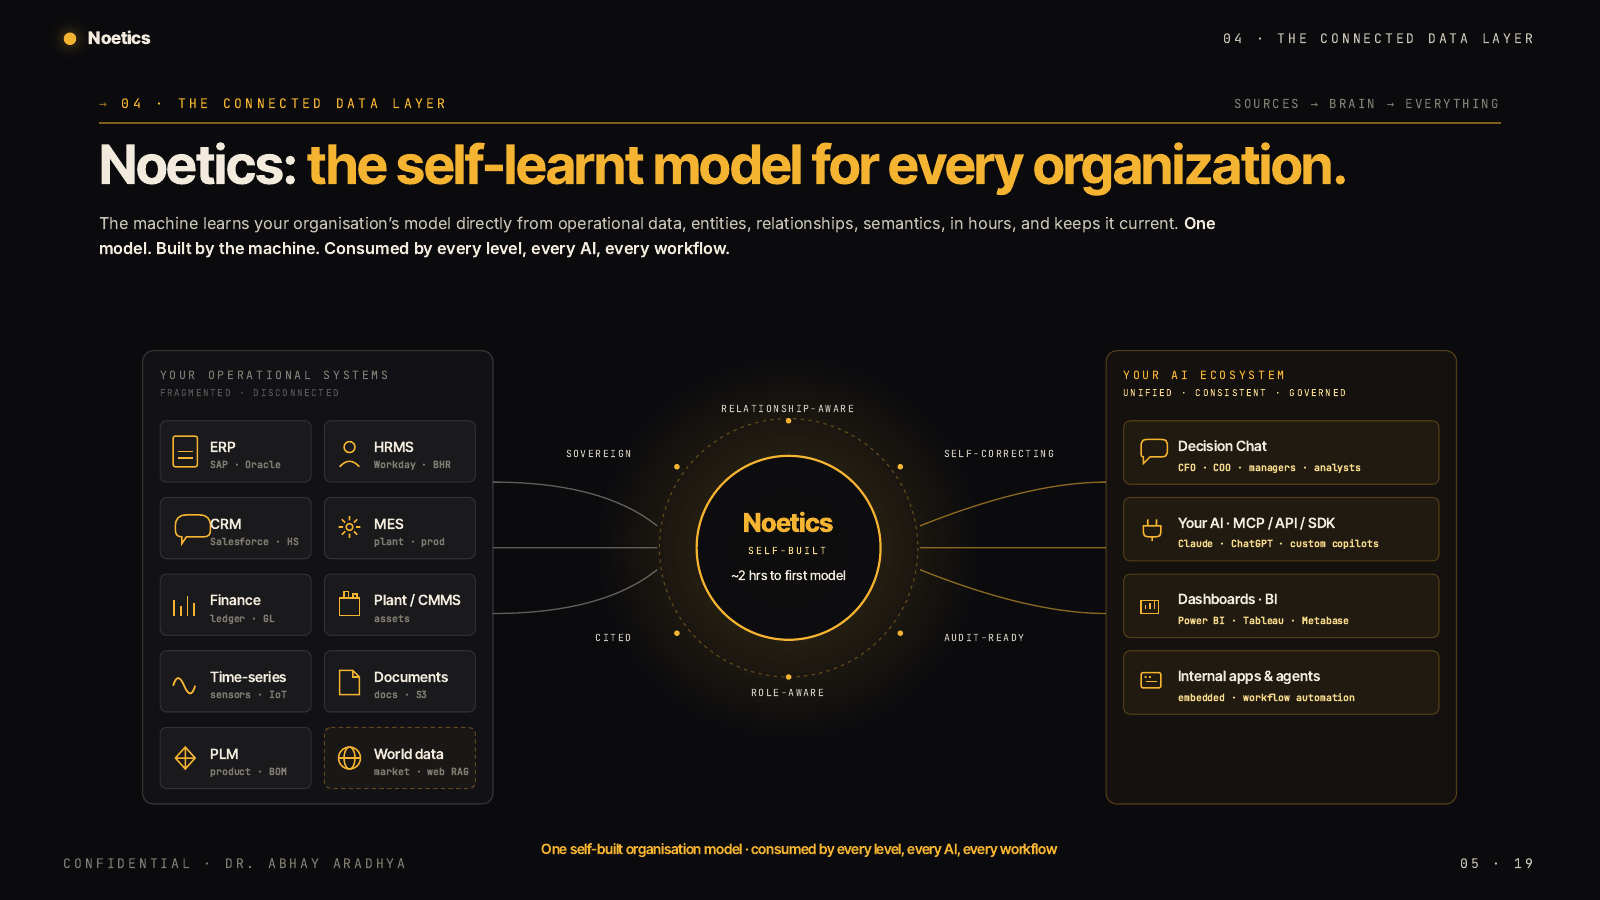 Noetics
04 · THE CONNECTED DATA LAYER
→ 04 · THE CONNECTED DATA LAYER
SOURCES → BRAIN → EVERYTHING
Noetics: the self-learnt model for every organization.
The machine learns your organisation's model directly from operational data, entities, relationships, semantics, in hours, and keeps it current. One
model. Built by the machine. Consumed by every level, every AI, every workflow.
YOUR OPERATIONAL SYSTEMS
FRAGMENTED · DISCONNECTED
ERP
SAP · Oracle
HRMS
Workday · BHR
CRM
Salesforce · HS
MES
plant · prod
Finance
ledger · GL
Plant / CMMS
assets
Time-series
sensors · IoT
Documents
docs · S3
PLM
product · BOM
World data
market · web RAG
RELATIONSHIP-AWARE
SOVEREIGN
SELF-CORRECTING
Noetics
SELF-BUILT
~2 hrs to first model
CITED
AUDIT-READY
ROLE-AWARE
YOUR AI ECOSYSTEM
UNIFIED · CONSISTENT · GOVERNED
Decision Chat
CFO · COO · managers · analysts
Your AI · MCP / API / SDK
Claude · ChatGPT · custom copilots
Dashboards · BI
Power BI · Tableau · Metabase
Internal apps & agents
embedded · workflow automation
One self-built organisation model · consumed by every level, every AI, every workflow
CONFIDENTIAL · DR. ABHAY ARADHYA
05 · 19